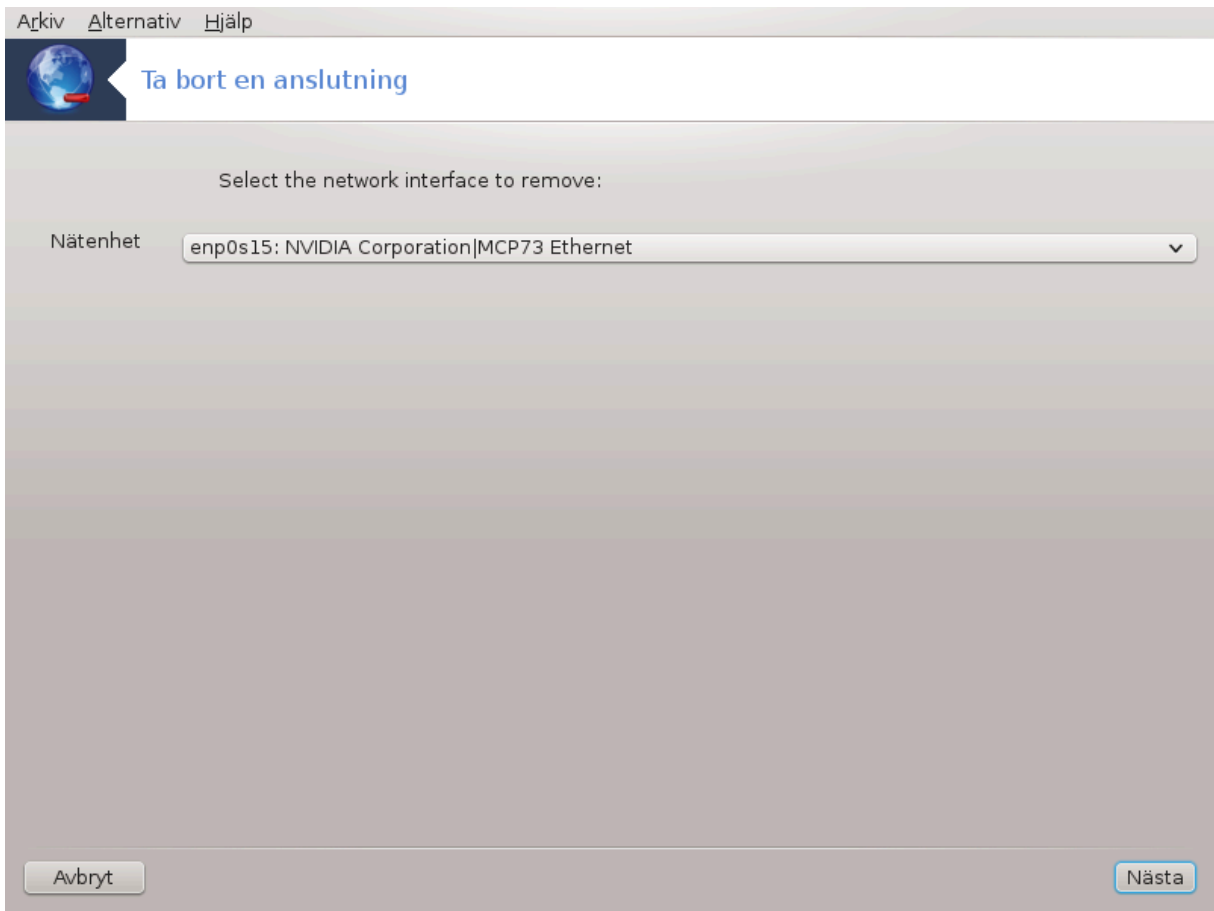 Arkiv Alternativ Hjälp
Ta bort en anslutning
Select the network interface to remove:
Nätenhet enp0s15: NVIDIA Corporation|MCP73 Ethernet
Avbryt Nästa